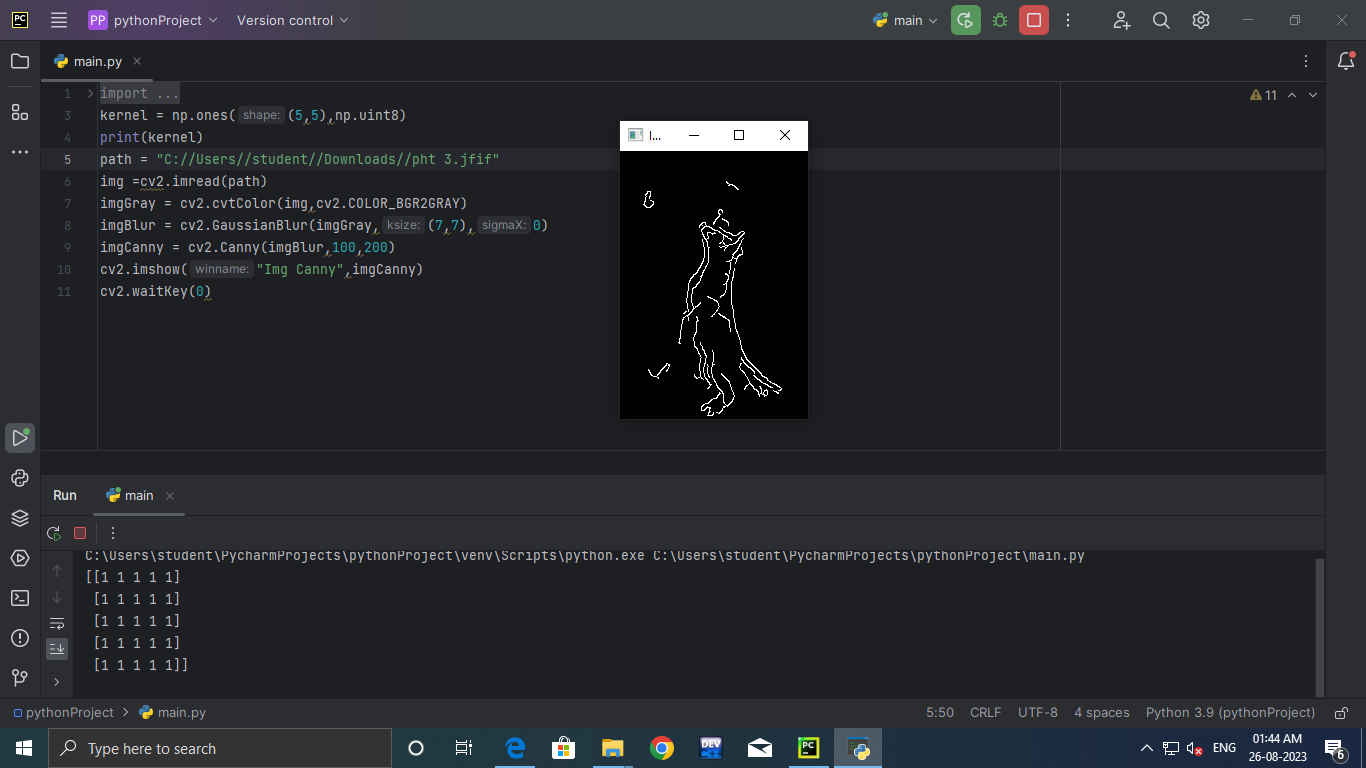 PC
PP pythonProject
Version control
main
main.py
11
1 import ...
3 kernel = np.ones( shape: (5,5),np.uint8)
4 print(kernel)
5 path = "C://Users//student//Downloads//pht 3.jfif"
6 img =cv2.imread(path)
7 imgGray = cv2.cvtColor(img,cv2.COLOR_BGR2GRAY)
8 imgBlur = cv2.GaussianBlur(imgGray, ksize: (7,7), sigmaX: 0)
9 imgCanny = cv2.Canny(imgBlur,100,200)
10 cv2.imshow( winname: "Img Canny",imgCanny)
11 cv2.waitKey(0)
I...
Run
main
C:\Users\student\PycharmProjects\pythonProject\venv\Scripts\python.exe C:\Users\student\PycharmProjects\pythonProject\main.py
[[1 1 1 1 1]
[1 1 1 1 1]
[1 1 1 1 1]
[1 1 1 1 1]
[1 1 1 1 1]]
pythonProject > main.py
5:50 CRLF UTF-8 4 spaces Python 3.9 (pythonProject)
Type here to search
DEV C++
PC
ENG
01:44 AM
26-08-2023
6